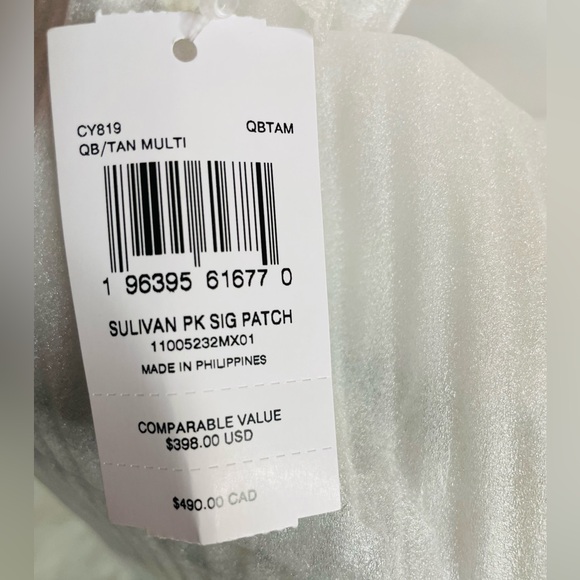 CY819 QBTAM
QB/TAN MULTI
1 96395 61677 0
SULIVAN PK SIG PATCH
11005232MX01
MADE IN PHILIPPINES
COMPARABLE VALUE
$398.00 USD
$490.00 CAD